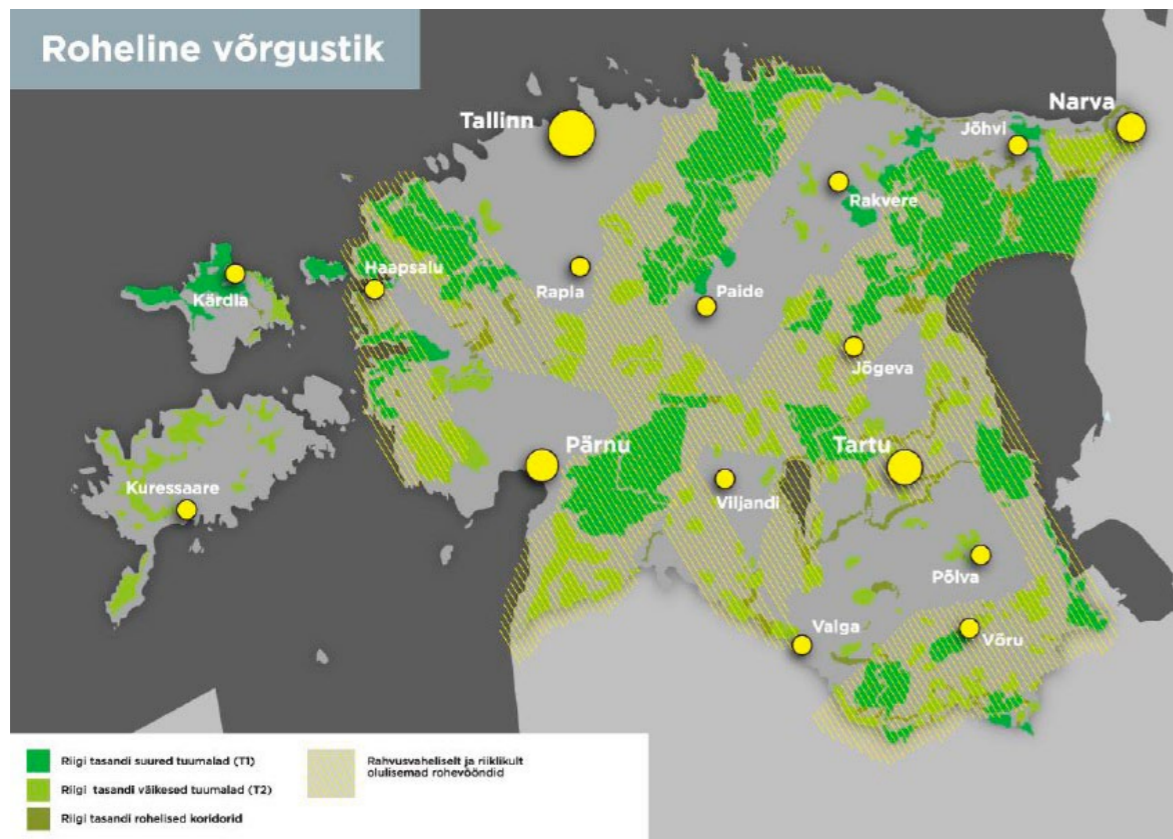 Roheline võrgustik
Tallinn
Narva
Jõhvi
Rakvere
Haapsalu
Rapla
Paide
Kärdla
Jõgeva
Pärnu
Tartu
Viljandi
Kuressaare
Põlva
Valga
Võru
Riigi tasandi suured tuumalad (T1)
Riigi tasandi väikesed tuumalad (T2)
Riigi tasandi rohelised koridorid
Rahvusvaheliselt ja riiklikult
olulisemad rohevööndid